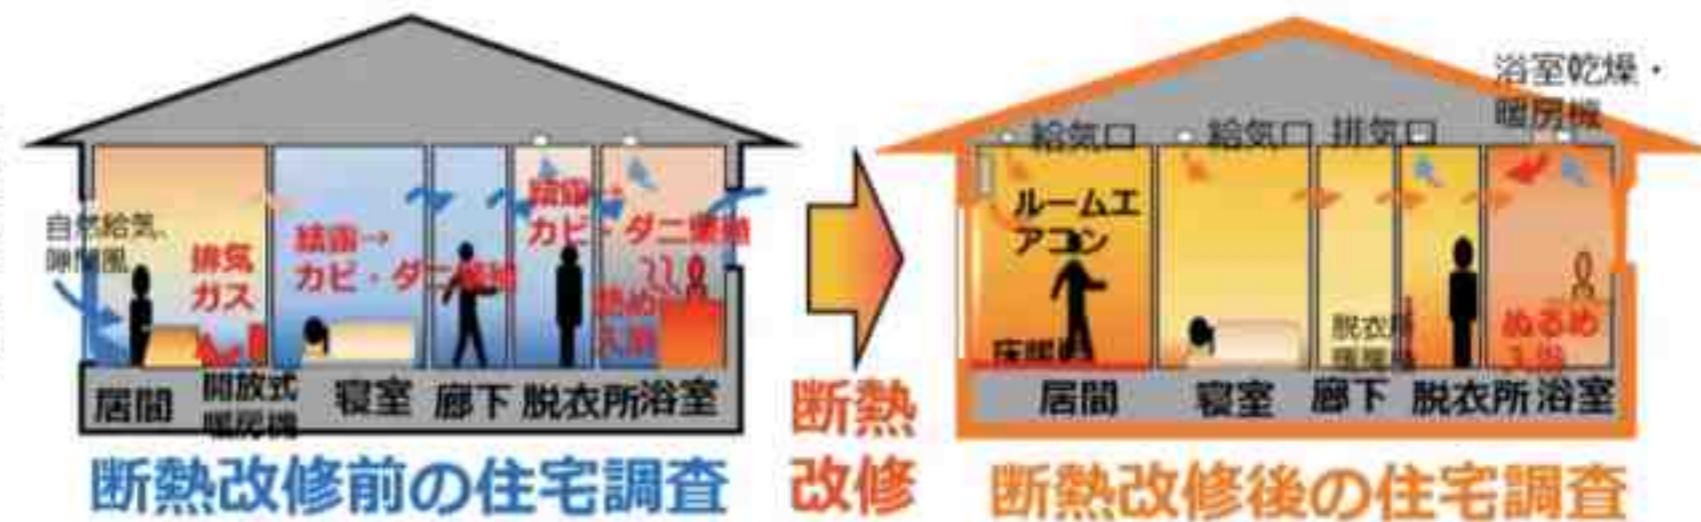 自然給気、
隙間風
排気
ガス
結露→
カビ・ダニ繁殖
結露→
カビ・ダニ繁殖
熱め
入浴
居間
開放式
暖房機
寝室
廊下
脱衣所
浴室
断熱改修前の住宅調査
断熱
改修
浴室乾燥・
暖房機
給気口
給気口
排気口
ルームエ
アコン
脱衣所
暖房機
ぬるめ
入浴
居間
寝室
廊下
脱衣所
浴室
断熱改修後の住宅調査